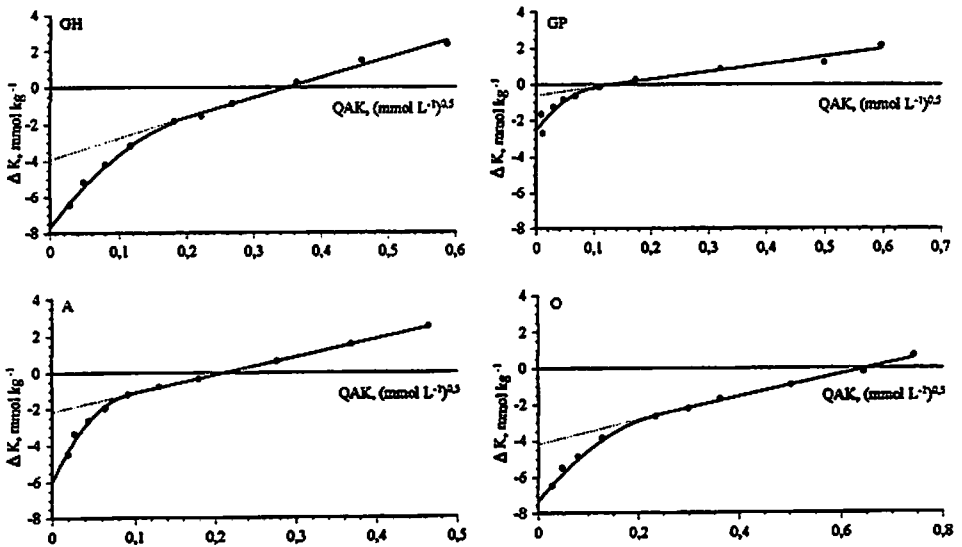 GH
4
2
0
-2
-4
-6
-8
Δ K, mmol kg⁻¹
QAK, (mmol L⁻¹)⁰,⁵
0 0,1 0,2 0,3 0,4 0,5 0,6
GP
4
2
0
-2
-4
-6
-8
Δ K, mmol kg⁻¹
QAK, (mmol L⁻¹)⁰,⁵
0 0,1 0,2 0,3 0,4 0,5 0,6 0,7
A
4
2
0
-2
-4
-6
-8
Δ K, mmol kg⁻¹
QAK, (mmol L⁻¹)⁰,⁵
0 0,1 0,2 0,3 0,4 0,5
O
4
2
0
-2
-4
-6
-8
Δ K, mmol kg⁻¹
QAK, (mmol L⁻¹)⁰,⁵
0 0,2 0,4 0,6 0,8